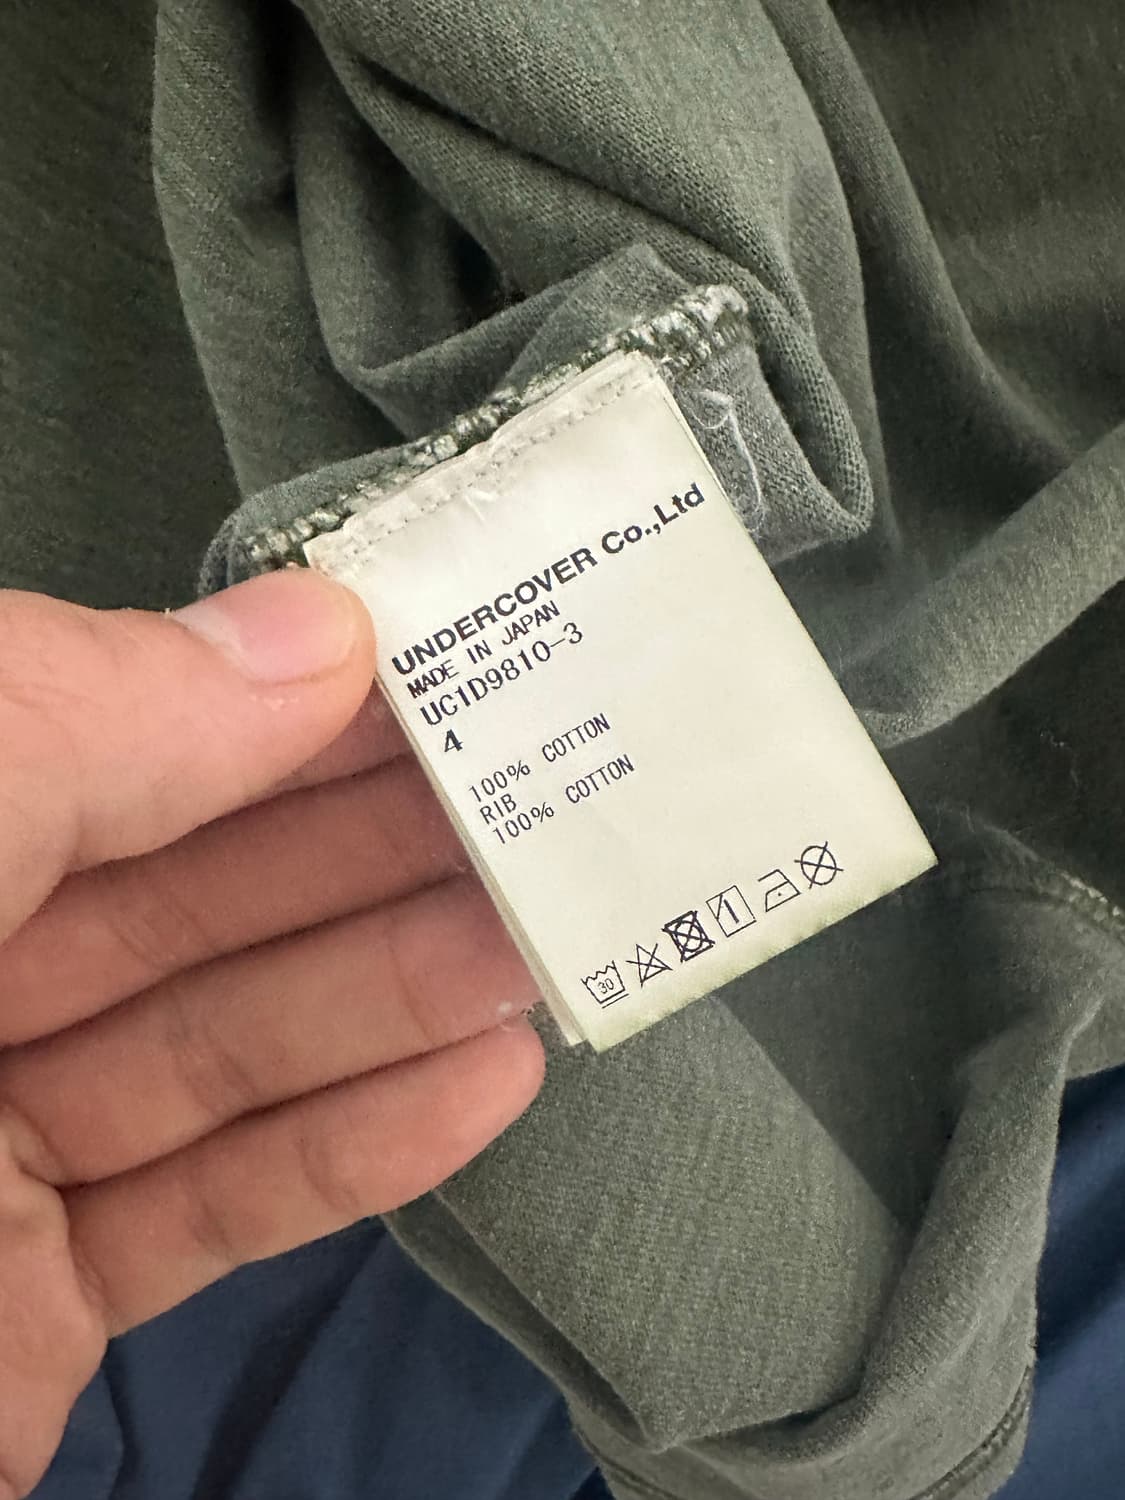 UNDERCOVER Co.,Ltd
MADE IN JAPAN
UC1D9810-3
4
100% COTTON
RIB
100% COTTON
30